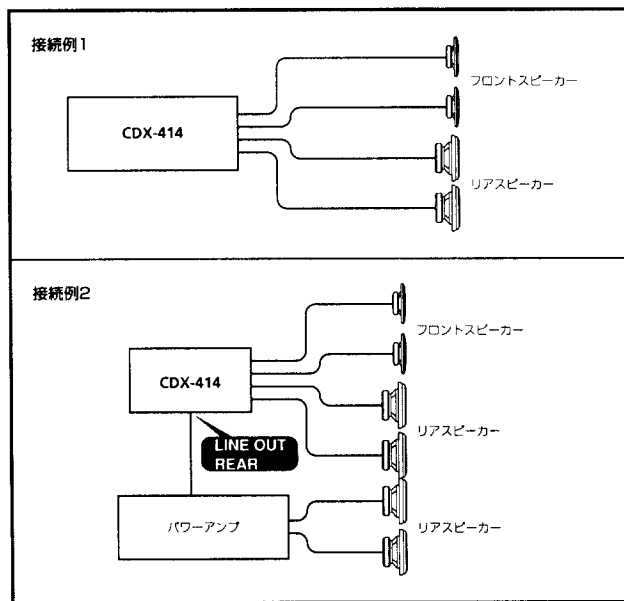 接続例1
フロントスピーカー
CDX-414
リアスピーカー
接続例2
フロントスピーカー
CDX-414
リアスピーカー
LINE OUT
REAR
パワーアンプ
リアスピーカー